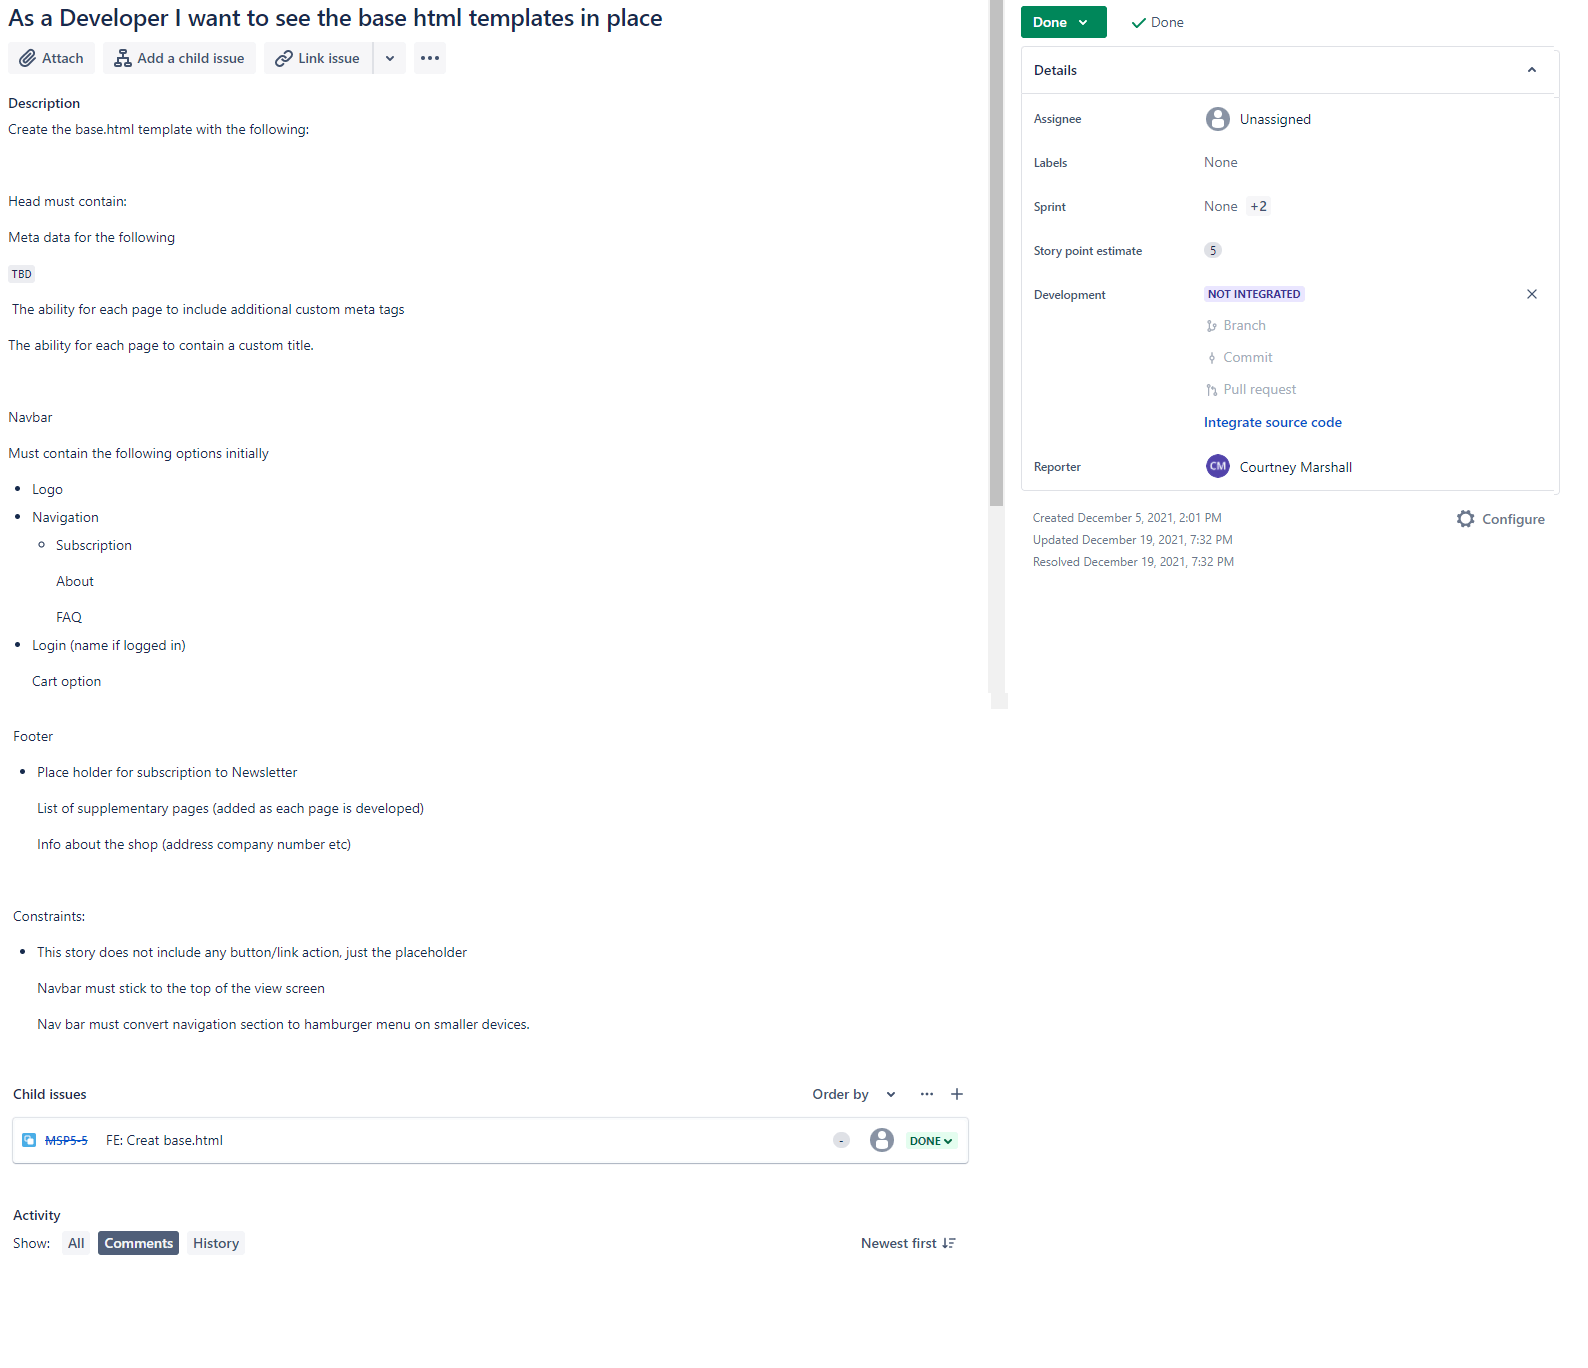 As a Developer I want to see the base html templates in place
Attach
Add a child issue
Link issue
Description
Create the base.html template with the following:
Head must contain:
Meta data for the following
TBD
The ability for each page to include additional custom meta tags
The ability for each page to contain a custom title.
Navbar
Must contain the following options initially
Logo
Navigation
Subscription
About
FAQ
Login (name if logged in)
Cart option
Footer
Place holder for subscription to Newsletter
List of supplementary pages (added as each page is developed)
Info about the shop (address company number etc)
Constraints:
This story does not include any button/link action, just the placeholder
Navbar must stick to the top of the view screen
Nav bar must convert navigation section to hamburger menu on smaller devices.
Child issues
Order by
MSP5-5 FE: Creat base.html - DONE
Activity
Show: All Comments History
Newest first
Done
Done
Details
Assignee Unassigned
Labels None
Sprint None +2
Story point estimate 5
Development NOT INTEGRATED
Branch
Commit
Pull request
Integrate source code
Reporter CM Courtney Marshall
Created December 5, 2021, 2:01 PM
Updated December 19, 2021, 7:32 PM
Resolved December 19, 2021, 7:32 PM
Configure